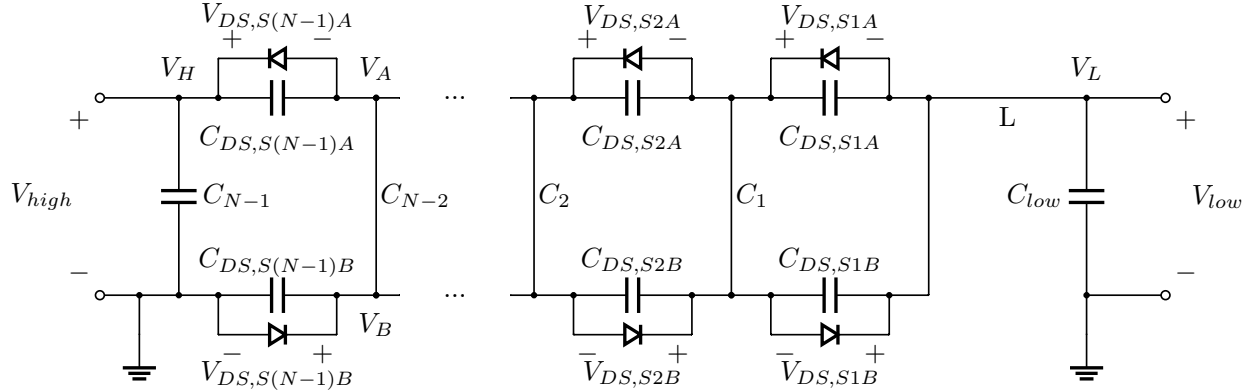 V_{DS,S(N-1)A} V_{DS,S2A} V_{DS,S1A}
+ − + − + −
V_H V_A V_L
+ ... L +
C_{DS,S(N-1)A} C_{DS,S2A} C_{DS,S1A}
V_{high} C_{N-1} C_{N-2} C_2 C_1 C_{low} V_{low}
C_{DS,S(N-1)B} C_{DS,S2B} C_{DS,S1B}
− ... −
V_B
− + − + − +
V_{DS,S(N-1)B} V_{DS,S2B} V_{DS,S1B}